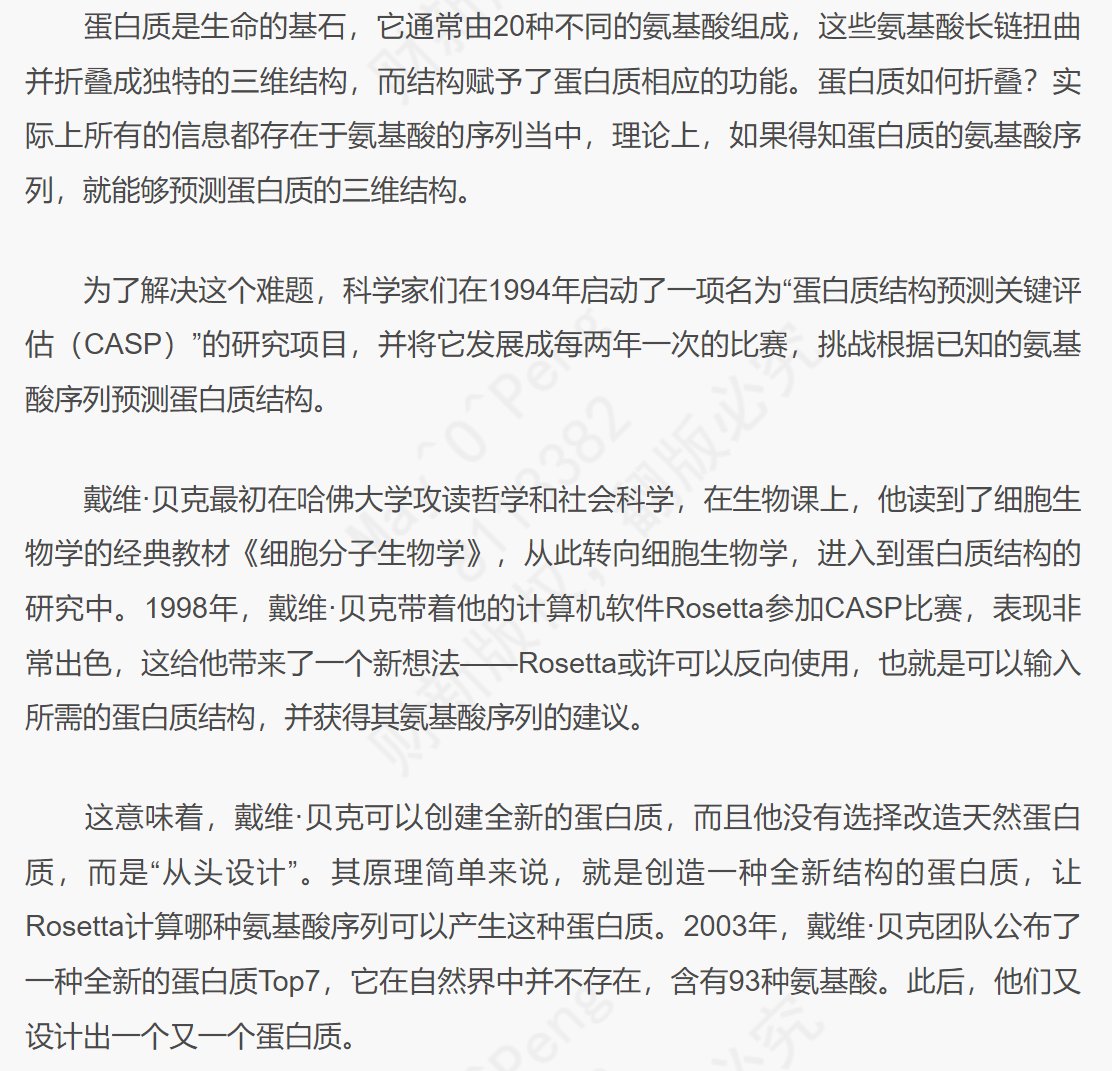 蛋白质是生命的基石，它通常由20种不同的氨基酸组成，这些氨基酸长链扭曲
并折叠成独特的三维结构，而结构赋予了蛋白质相应的功能。蛋白质如何折叠？实
际上所有的信息都存在于氨基酸的序列当中，理论上，如果得知蛋白质的氨基酸序
列，就能够预测蛋白质的三维结构。
为了解决这个难题，科学家们在1994年启动了一项名为“蛋白质结构预测关键评
估（CASP）”的研究项目，并将它发展成每两年一次的比赛，挑战根据已知的氨基
酸序列预测蛋白质结构。
戴维·贝克最初在哈佛大学攻读哲学和社会科学，在生物课上，他读到了细胞生
物学的经典教材《细胞分子生物学》，从此转向细胞生物学，进入到蛋白质结构的
研究中。1998年，戴维·贝克带着他的计算机软件Rosetta参加CASP比赛，表现非
常出色，这给他带来了一个新想法——Rosetta或许可以反向使用，也就是可以输入
所需的蛋白质结构，并获得其氨基酸序列的建议。
这意味着，戴维·贝克可以创建全新的蛋白质，而且他没有选择改造天然蛋白
质，而是“从头设计”。其原理简单来说，就是创造一种全新结构的蛋白质，让
Rosetta计算哪种氨基酸序列可以产生这种蛋白质。2003年，戴维·贝克团队公布了
一种全新的蛋白质Top7，它在自然界中并不存在，含有93种氨基酸。此后，他们又
设计出一个又一个蛋白质。
财新版权，翻版必究